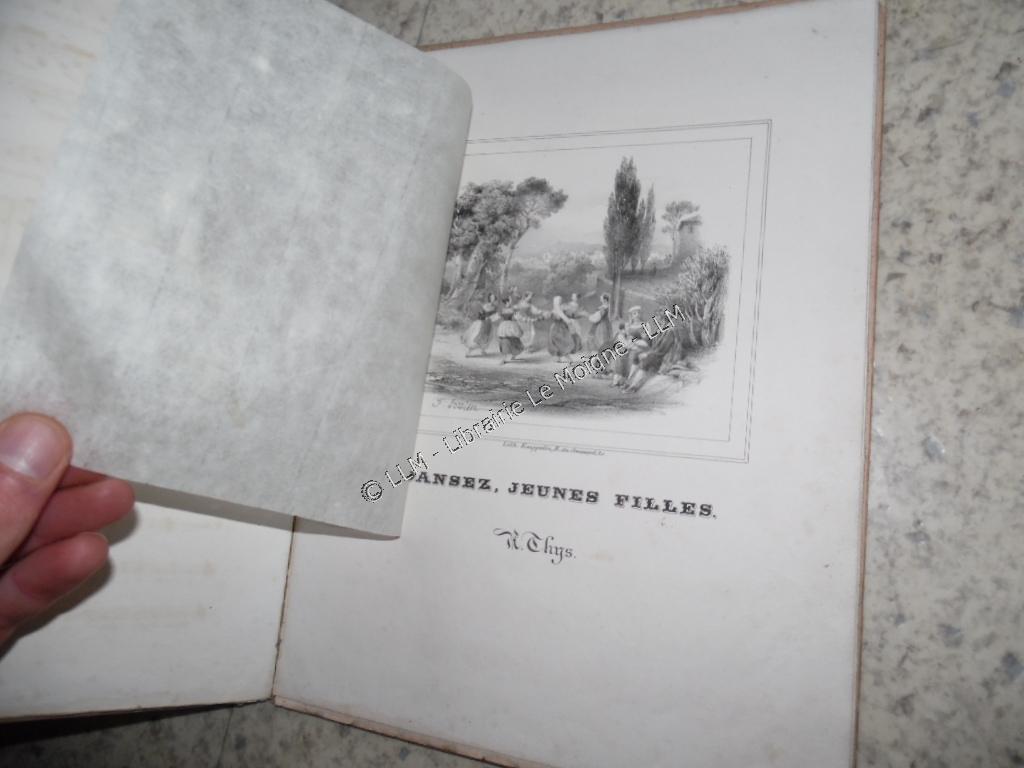 © LLM - Librairie Le Moigne - LLM
ANSEZ, JEUNES FILLES.
N. Thys.